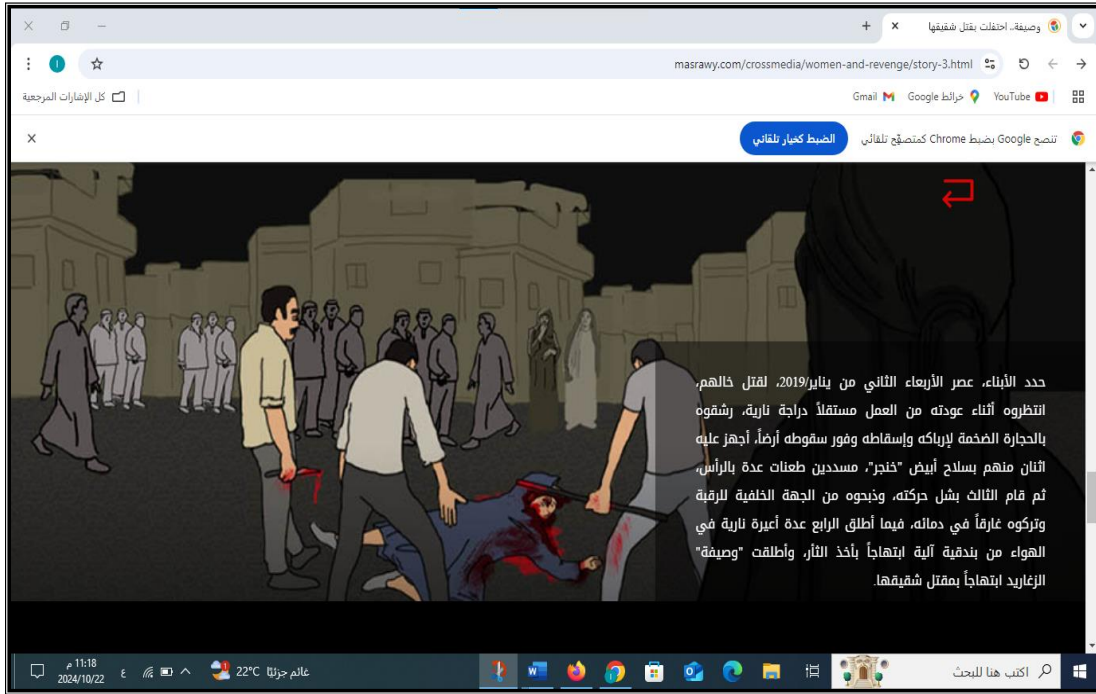 وصيفة.. احتفلت بقتل شقيقها
masrawy.com/crossmedia/women-and-revenge/story-3.html
YouTube خرائط Google Gmail
كل الإشارات المرجعية
تنصح Google بضبط Chrome كمتصفّح تلقائي
الضبط كخيار تلقائي
حدد الأبناء، عصر الأربعاء الثاني من يناير/2019، لقتل خالهم،
انتظروه أثناء عودته من العمل مستقلاً دراجة نارية، رشقوه
بالحجارة الضخمة لإرباكه وإسقاطه وفور سقوطه أرضاً، أجهز عليه
اثنان منهم بسلاح أبيض "خنجر"، مسددين طعنات عدة بالرأس،
ثم قام الثالث بشل حركته، وذبحوه من الجهة الخلفية للرقبة
وتركوه غارقاً في دمائه، فيما أطلق الرابع عدة أعيرة نارية في
الهواء من بندقية آلية ابتهاجاً بأخذ الثأر، وأطلقت "وصيفة"
الزغاريد ابتهاجاً بمقتل شقيقها.
اكتب هنا للبحث
22°C غائم جزئيًا
ع
11:18 م
2024/10/22